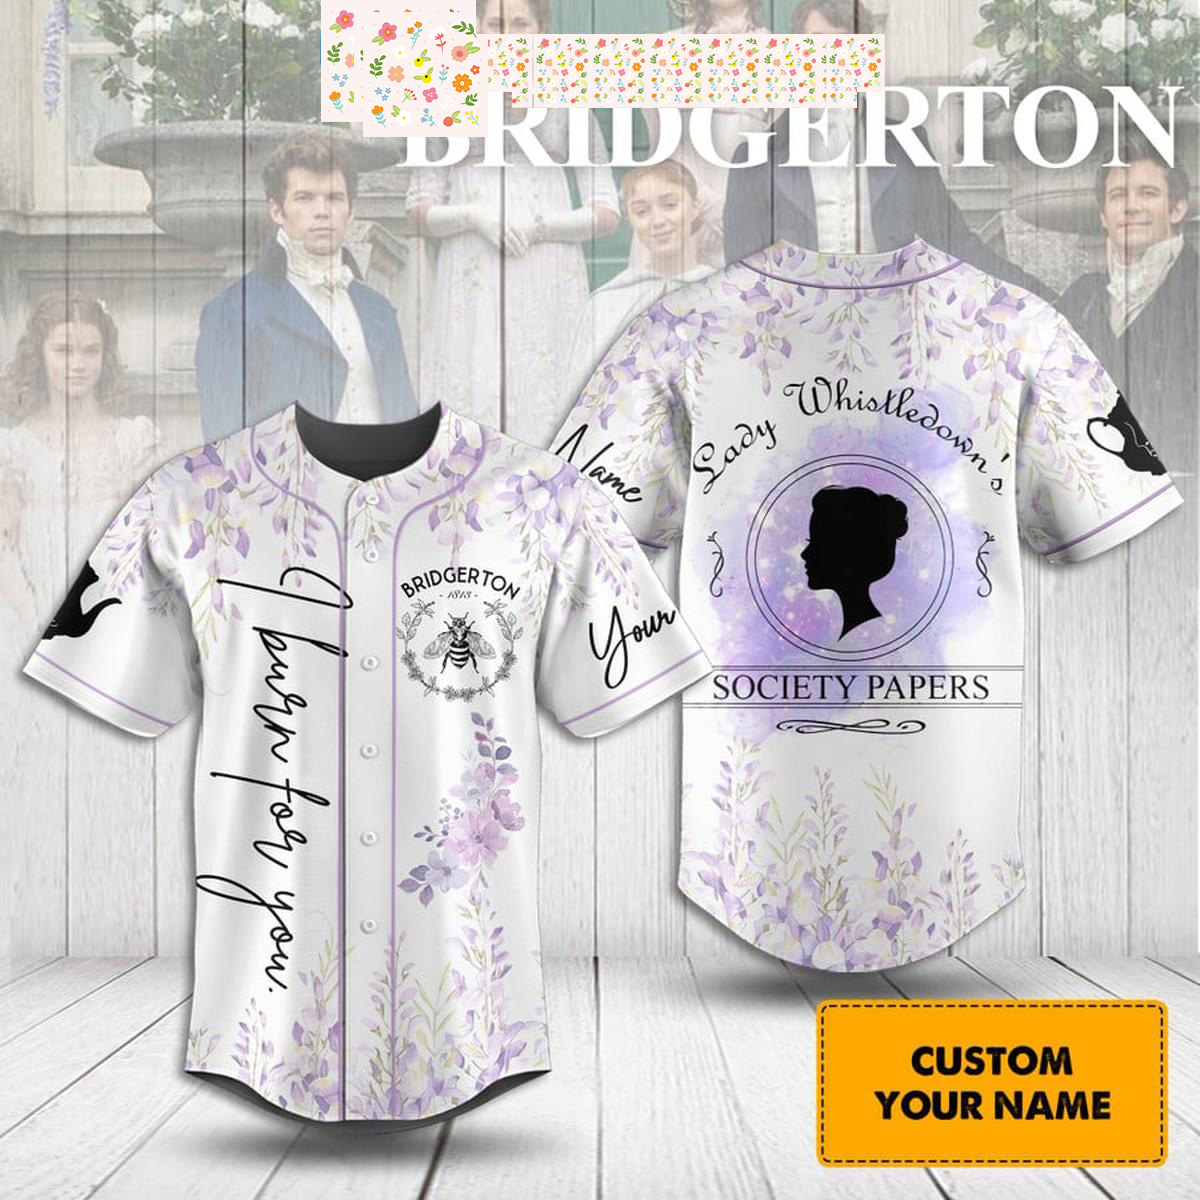 BRIDGERTON
Lady Whistledown's
SOCIETY PAPERS
Name
Your
BRIDGERTON
- 1813 -
I burn for you.
CUSTOM
YOUR NAME